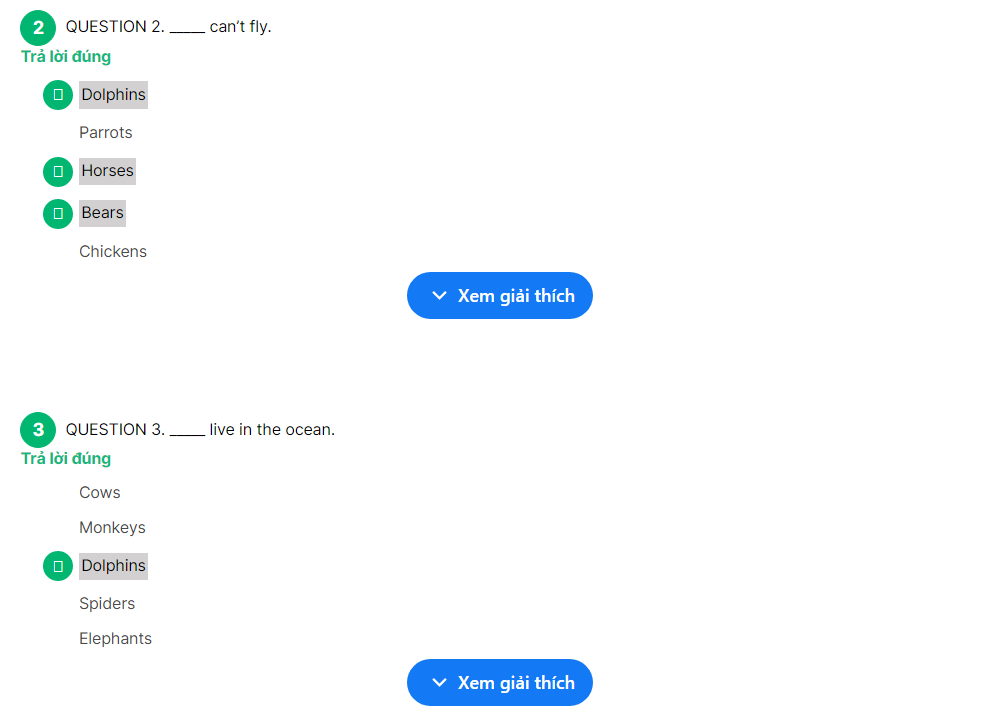 2 QUESTION 2. _____ can’t fly.
Trả lời đúng
Dolphins
Parrots
Horses
Bears
Chickens
Xem giải thích
3 QUESTION 3. _____ live in the ocean.
Trả lời đúng
Cows
Monkeys
Dolphins
Spiders
Elephants
Xem giải thích